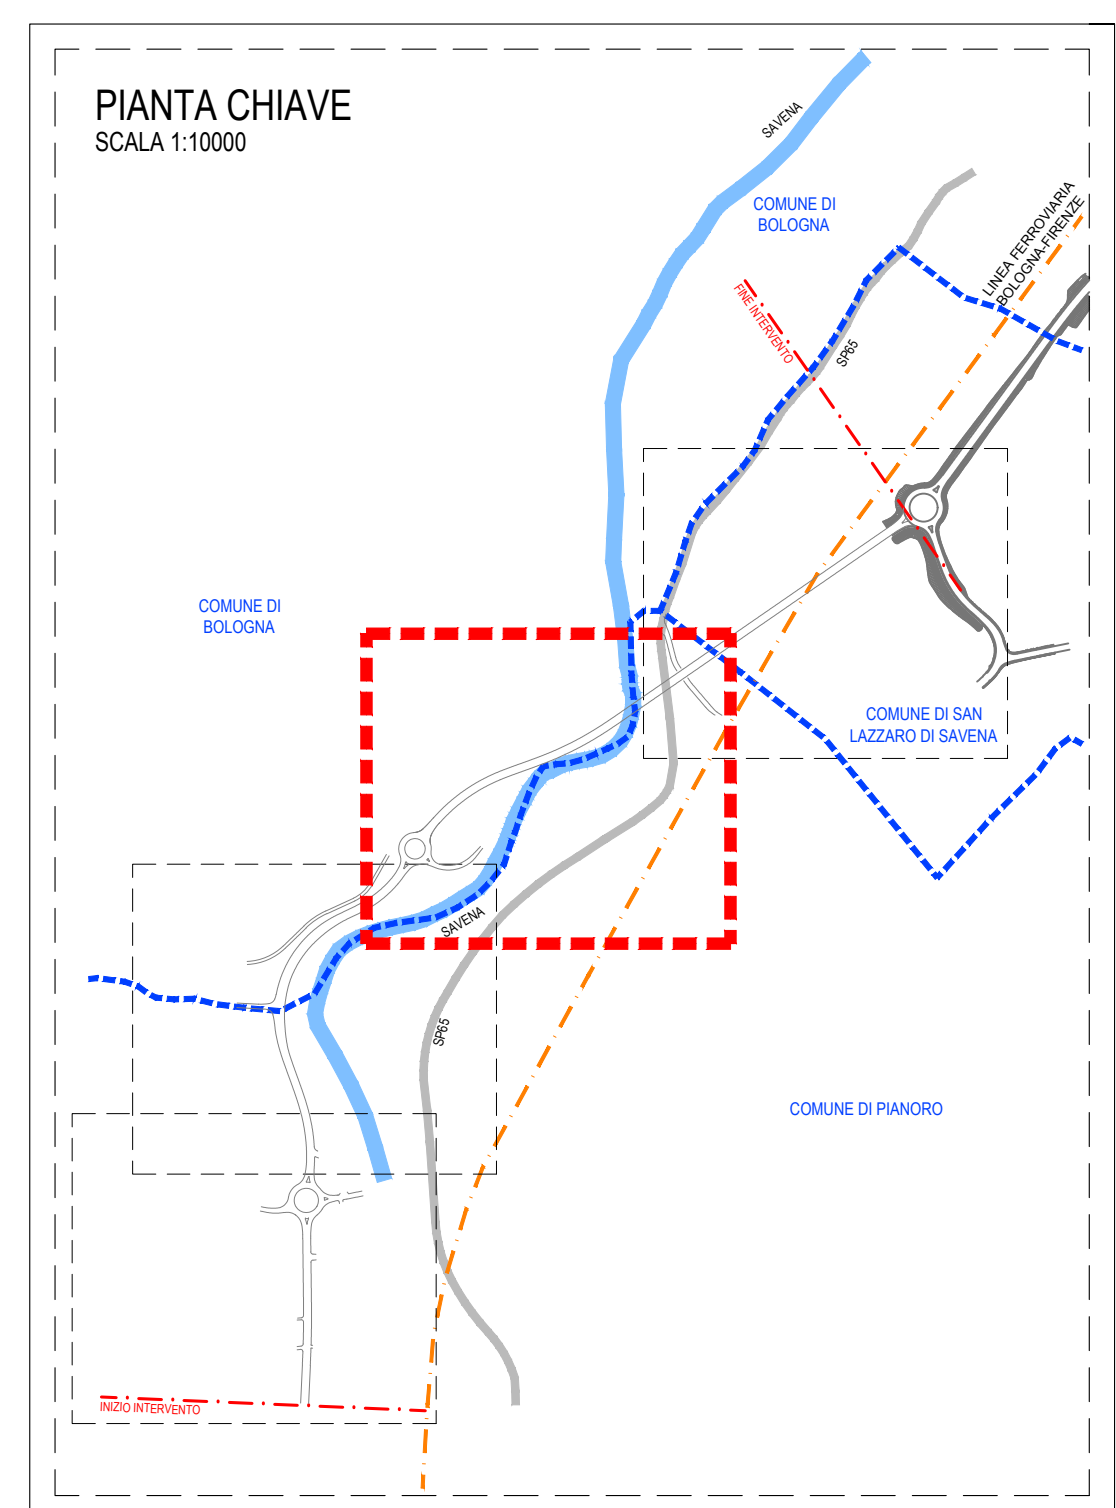 PIANTA CHIAVE
SCALA 1:10000
SAVENA
COMUNE DI
BOLOGNA
LINEA FERROVIARIA
BOLOGNA-FIRENZE
FINE INTERVENTO
SP65
COMUNE DI
BOLOGNA
COMUNE DI SAN
LAZZARO DI SAVENA
SAVENA
SP65
COMUNE DI PIANORO
INIZIO INTERVENTO